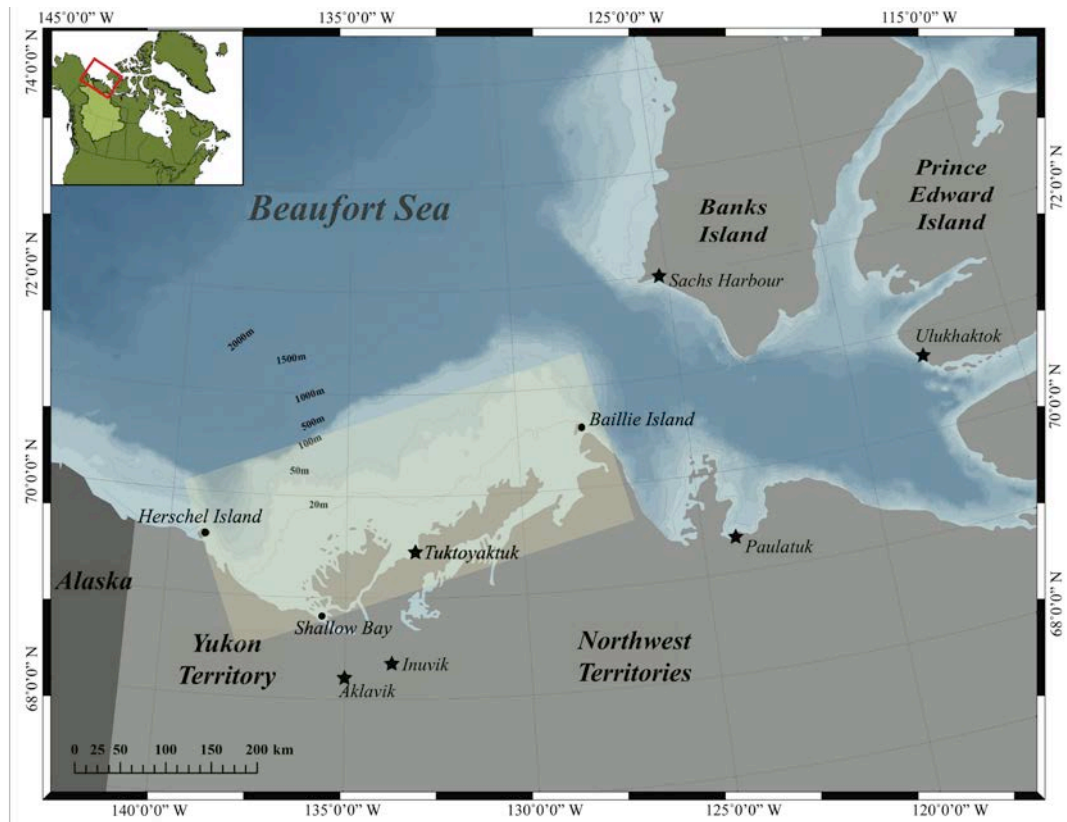 145°0'0'' W
135°0'0'' W
125°0'0'' W
115°0'0'' W
74°0'0'' N
72°0'0'' N
70°0'0'' N
68°0'0'' N
72°0'0'' N
70°0'0'' N
68°0'0'' N
Beaufort Sea
Banks
Island
Prince
Edward
Island
Sachs Harbour
Ulukhaktok
2000m
1500m
1000m
500m
100m
50m
20m
Baillie Island
Herschel Island
Tuktoyaktuk
Paulatuk
Alaska
Shallow Bay
Yukon
Territory
Northwest
Territories
Inuvik
Aklavik
0 25 50 100 150 200 km
140°0'0'' W
135°0'0'' W
130°0'0'' W
125°0'0'' W
120°0'0'' W